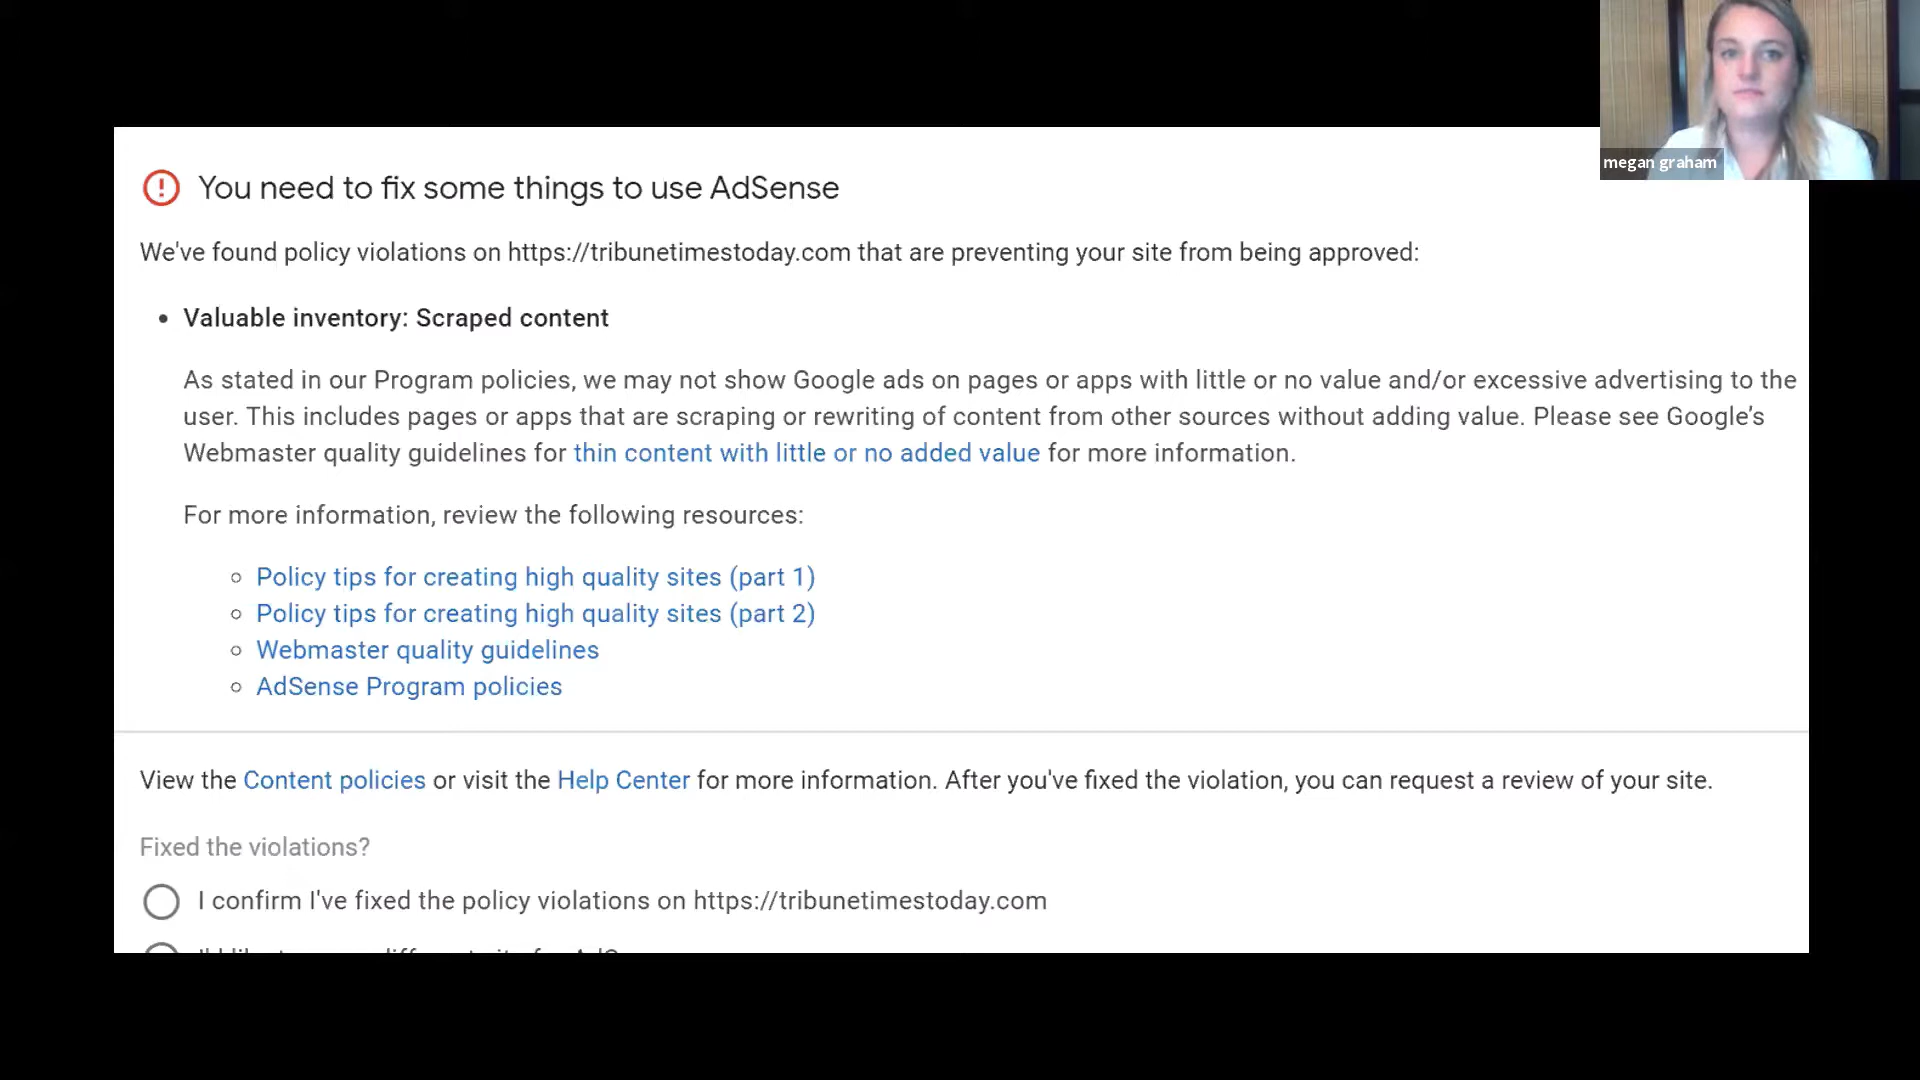 megan graham
You need to fix some things to use AdSense
We've found policy violations on https://tribunetimestoday.com that are preventing your site from being approved:
• Valuable inventory: Scraped content
As stated in our Program policies, we may not show Google ads on pages or apps with little or no value and/or excessive advertising to the
user. This includes pages or apps that are scraping or rewriting of content from other sources without adding value. Please see Google’s
Webmaster quality guidelines for thin content with little or no added value for more information.
For more information, review the following resources:
Policy tips for creating high quality sites (part 1)
Policy tips for creating high quality sites (part 2)
Webmaster quality guidelines
AdSense Program policies
View the Content policies or visit the Help Center for more information. After you've fixed the violation, you can request a review of your site.
Fixed the violations?
I confirm I've fixed the policy violations on https://tribunetimestoday.com